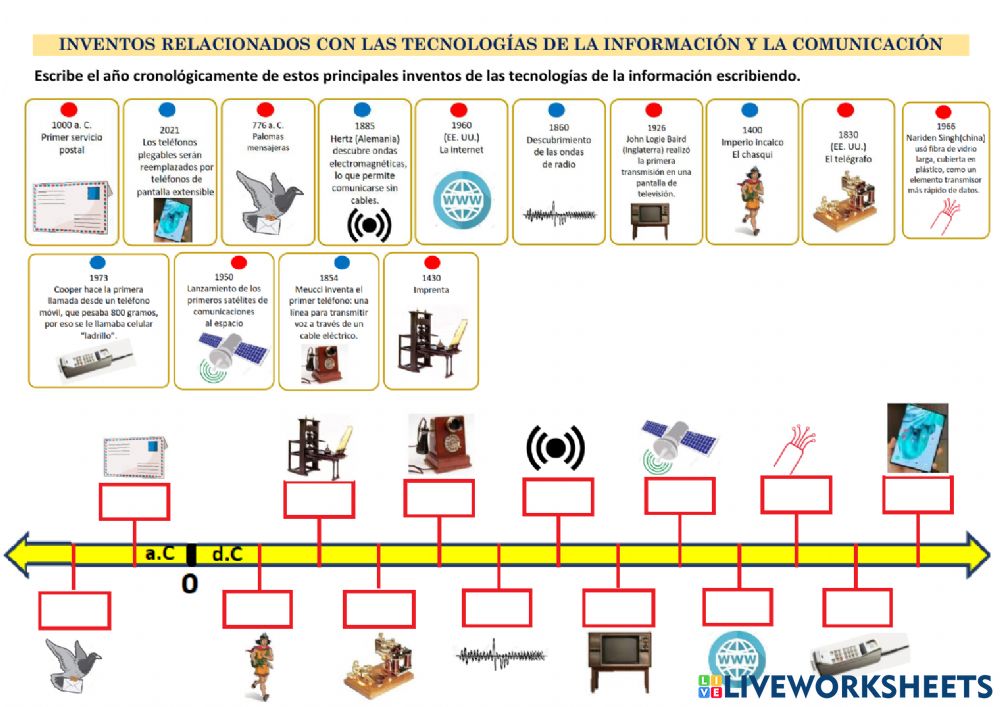 INVENTOS RELACIONADOS CON LAS TECNOLOGÍAS DE LA INFORMACIÓN Y LA COMUNICACIÓN
Escribe el año cronológicamente de estos principales inventos de las tecnologías de la información escribiendo.
1000 a. C.
Primer servicio
postal
2021
Los teléfonos
plegables serán
reemplazados por
teléfonos de
pantalla extensible
776 a. C.
Palomas
mensajeras
1885
Hertz (Alemania)
descubre ondas
electromagnéticas,
lo que permite
comunicarse sin
cables.
1960
(EE. UU.)
La internet
WWW
1860
Descubrimiento
de las ondas
de radio
1926
John Logie Baird
(Inglaterra) realizó
la primera
transmisión en una
pantalla de
televisión.
1400
Imperio Incalco
El chasqui
1830
(EE. UU.)
El telégrafo
1966
Nariden Singh(china)
usó fibra de vidrio
larga, cubierta en
plástico, como un
elemento transmisor
más rápido de datos.
1973
Cooper hace la primera
llamada desde un teléfono
móvil, que pesaba 800 gramos,
por eso se le llamaba celular
"ladrillo".
1950
Lanzamiento de los
primeros satélites de
comunicaciones
al espacio
1854
Meucci inventa el
primer teléfono: una
línea para transmitir
voz a través de un
cable eléctrico.
1430
Imprenta
a.C
d.C
0
WWW
LIVE
LIVEWORKSHEETS